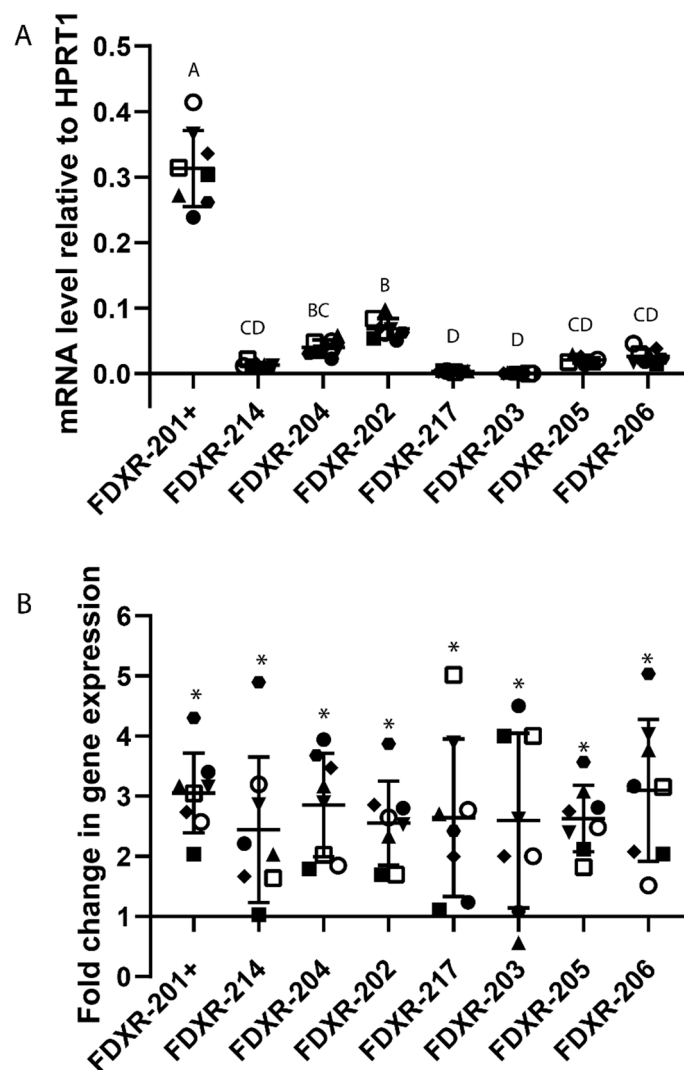 A
mRNA level relative to HPRT1
0.5
0.4
0.3
0.2
0.1
0.0
A
CD
BC
B
D
D
CD
CD
FDXR-201+
FDXR-214
FDXR-204
FDXR-202
FDXR-217
FDXR-203
FDXR-205
FDXR-206
B
Fold change in gene expression
6
5
4
3
2
1
0
*
*
*
*
*
*
*
*
FDXR-201+
FDXR-214
FDXR-204
FDXR-202
FDXR-217
FDXR-203
FDXR-205
FDXR-206